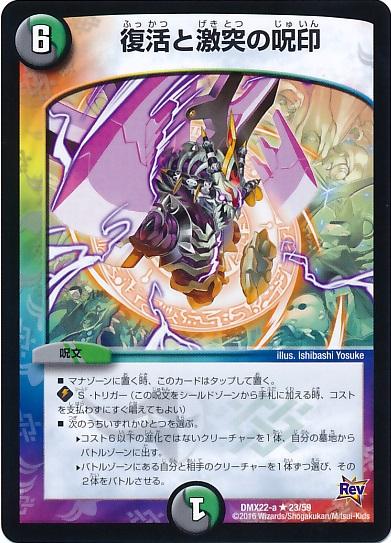 6
ふっかつ げきとつ じゅいん
復活と激突の呪印
illus. Ishibashi Yosuke
呪文
■ マナゾーンに置く時、このカードはタップして置く。
S・トリガー（この呪文をシールドゾーンから手札に加える時、コスト
を支払わずにすぐ唱えてもよい）
■ 次のうちいずれかひとつを選ぶ。
▶コスト6以下の進化ではないクリーチャーを1体、自分の墓地から
バトルゾーンに出す。
▶バトルゾーンにある自分と相手のクリーチャーを1体ずつ選び、その
2体をバトルさせる。
1
Rev
DMX22-a ★ 23/59
©2016 Wizards/Shogakukan/Mitsui-Kids